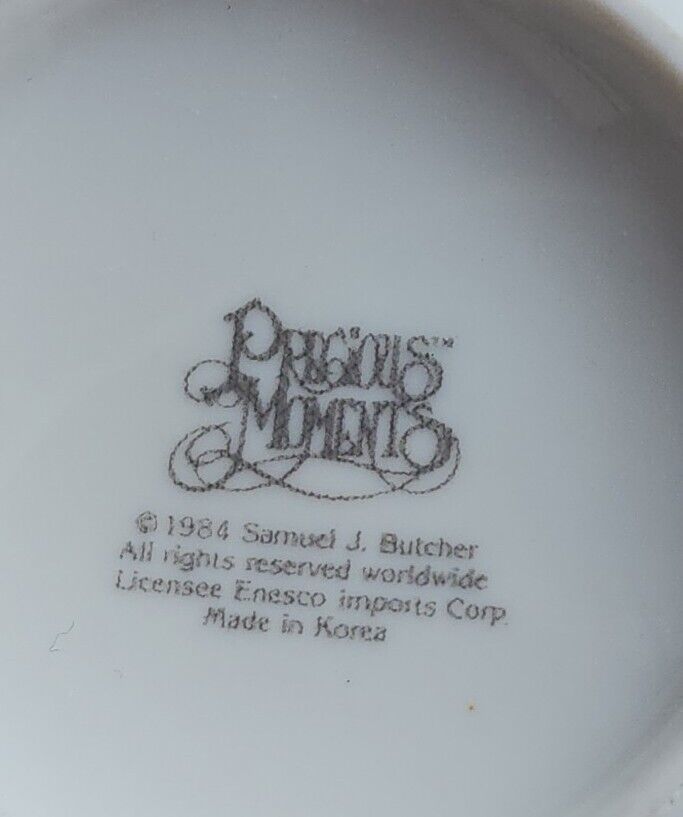 PRECIOUS™
MOMENTS
© 1984 Samuel J. Butcher
All rights reserved worldwide
Licensee Enesco imports Corp.
Made in Korea